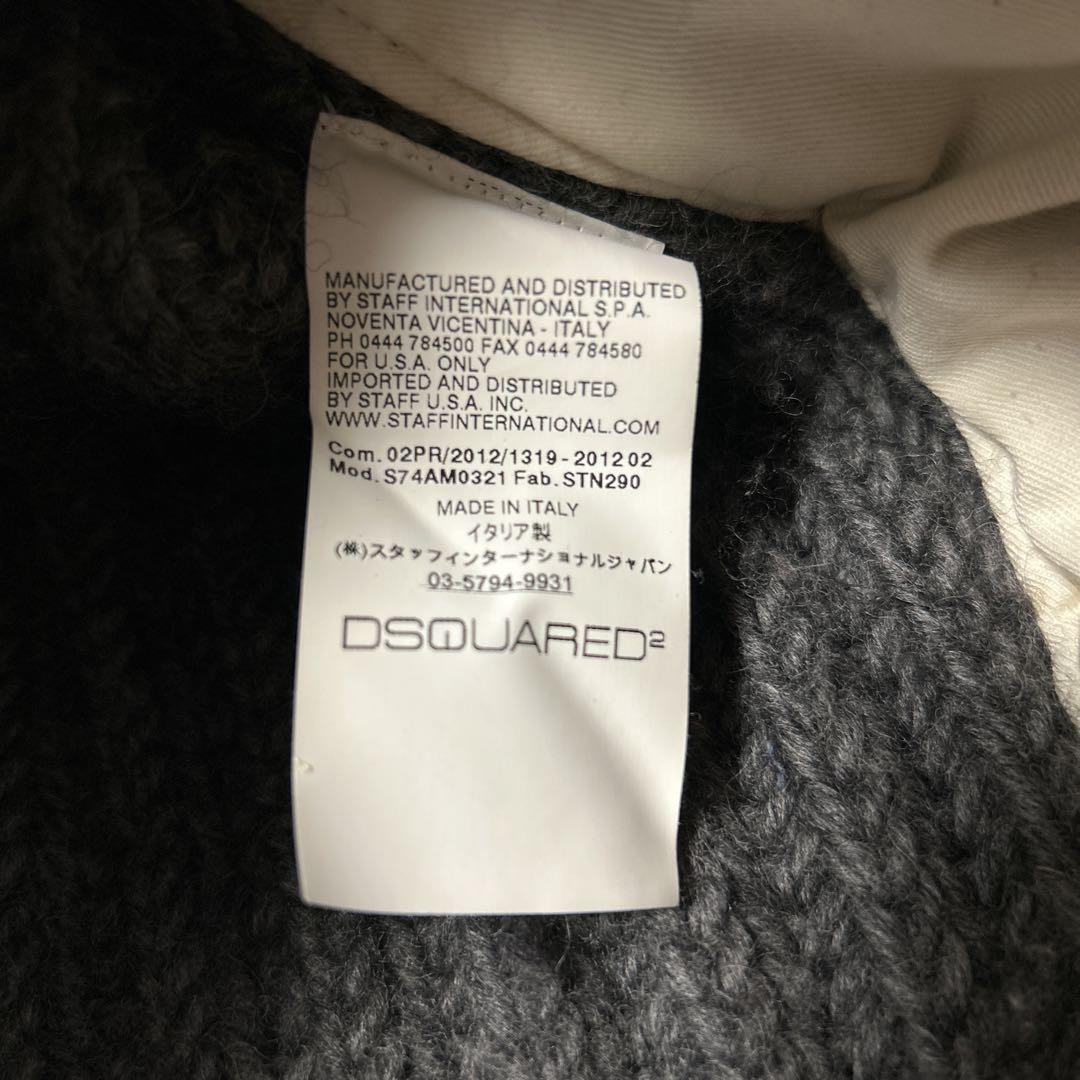 MANUFACTURED AND DISTRIBUTED
BY STAFF INTERNATIONAL S.P.A.
NOVENTA VICENTINA - ITALY
PH 0444 784500 FAX 0444 784580
FOR U.S.A. ONLY
IMPORTED AND DISTRIBUTED
BY STAFF U.S.A. INC.
WWW.STAFFINTERNATIONAL.COM
Com. 02PR/2012/1319 - 2012 02
Mod. S74AM0321 Fab. STN290
MADE IN ITALY
イタリア製
(株)スタッフインターナショナルジャパン
03-5794-9931
DSQUARED²